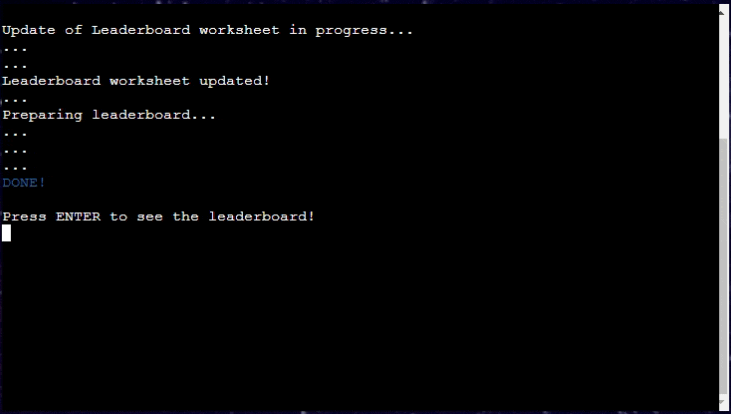 Update of Leaderboard worksheet in progress...
...
...
Leaderboard worksheet updated!
...
Preparing leaderboard...
...
...
...
DONE!
Press ENTER to see the leaderboard!